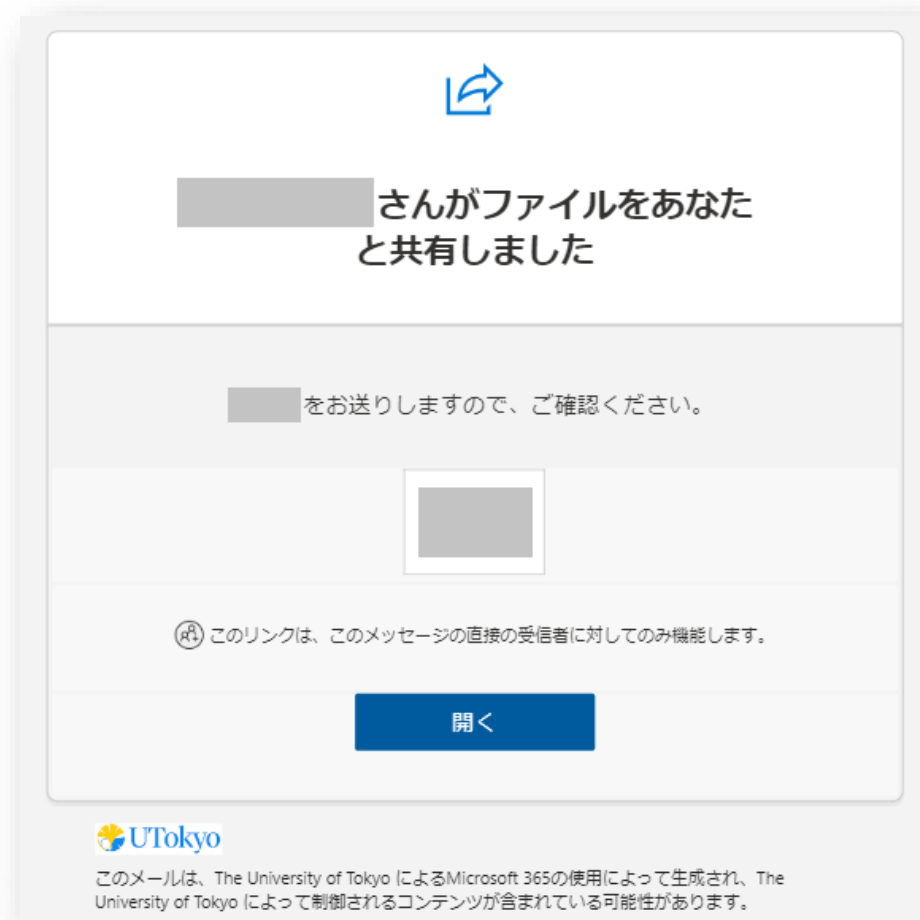 さんがファイルをあなた
と共有しました
をお送りしますので、ご確認ください。
このリンクは、このメッセージの直接の受信者に対してのみ機能します。
開く
UTokyo
このメールは、The University of Tokyo によるMicrosoft 365の使用によって生成され、The
University of Tokyo によって制御されるコンテンツが含まれている可能性があります。